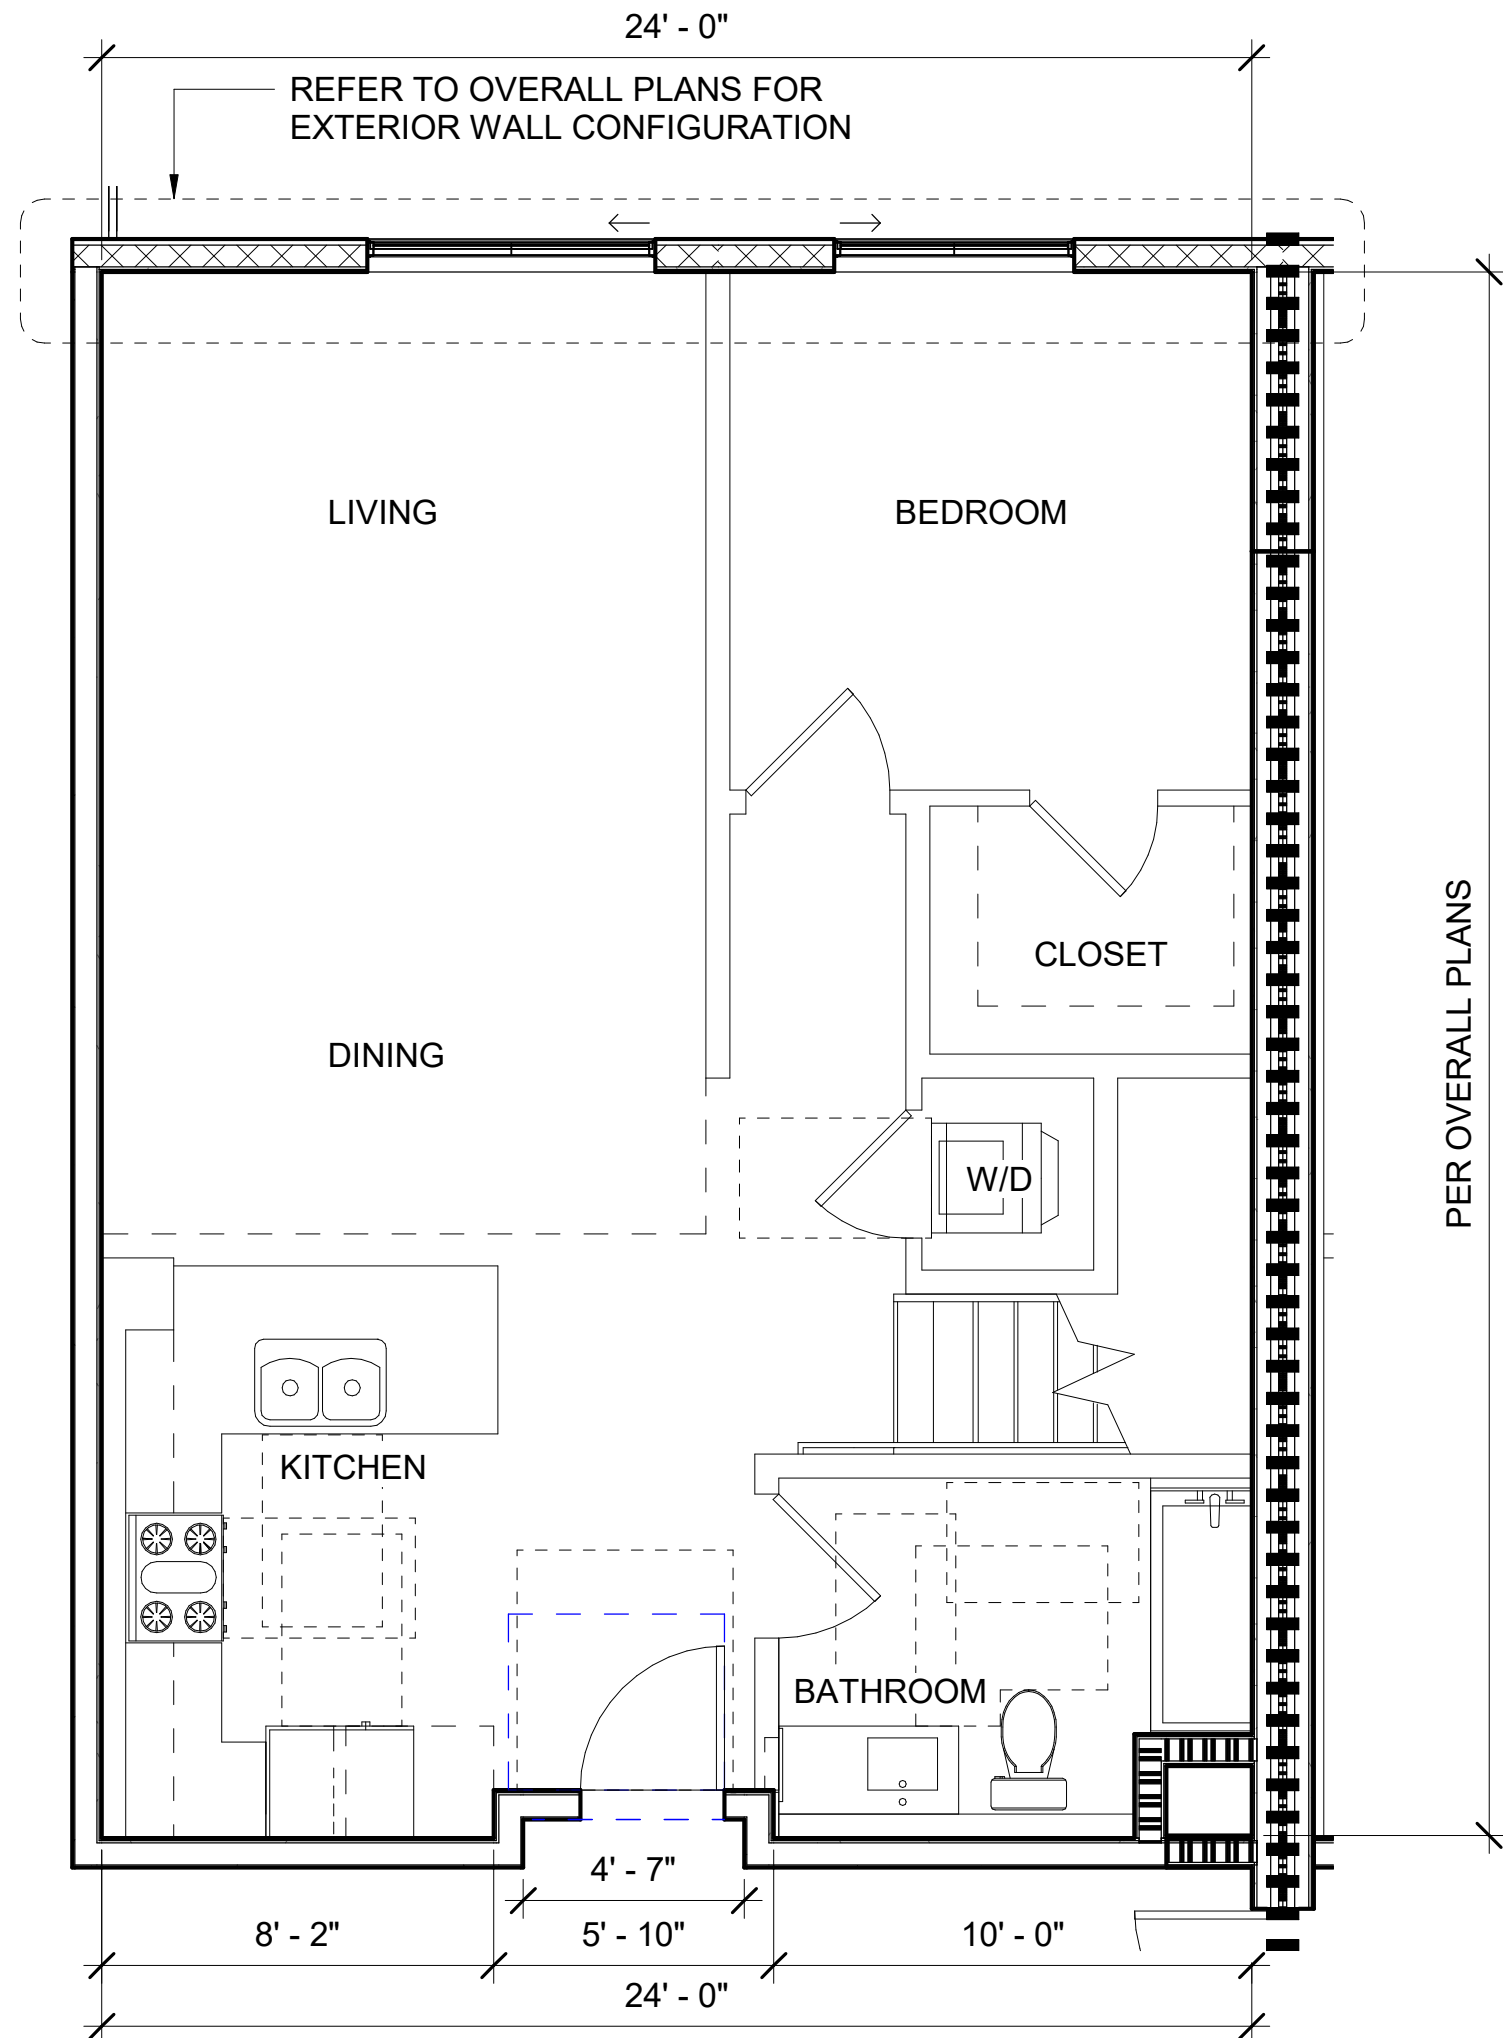 24' - 0"
REFER TO OVERALL PLANS FOR
EXTERIOR WALL CONFIGURATION
LIVING
BEDROOM
CLOSET
PER OVERALL PLANS
DINING
W/D
KITCHEN
BATHROOM
4' - 7"
8' - 2"
5' - 10"
10' - 0"
24' - 0"